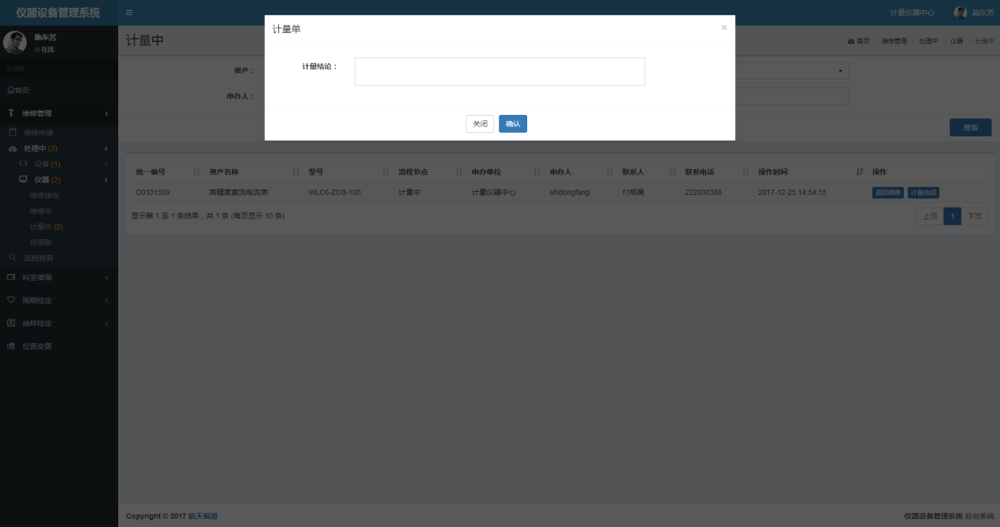 仪器设备管理系统
计量仪器中心 施东芳
施东芳
在线
主导航
首页
维修管理
维修申请
处理中 (3)
设备 (1)
仪器 (2)
维修接收
维修中
计量中 (2)
待领取
流程查看
科室借调
周期检定
抽样检定
位置变更
计量中
首页 维修管理 处理中 仪器 计量中
资产：
申办人：
搜索
计量单 ×
计量结论：
关闭 确认
统一编号 资产名称 型号 流程节点 申办单位 申办人 联系人 联系电话 操作时间 操作
D0101509 高精度直流电流表 WLC6-ZDB-100 计量中 计量仪器中心 shidongfang 付明昊 222838388 2017-12-25 14:54:15 退回维修 计量完成
显示第 1 至 1 条结果，共 1 条 (每页显示 10 条)
上页 1 下页
Copyright © 2017 航天福道
仪器设备管理系统 后台系统